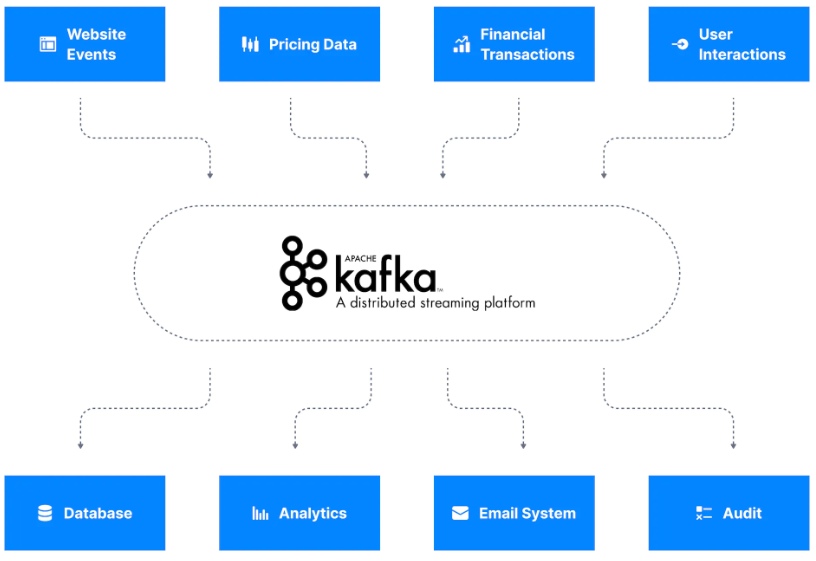 Website
Events
Pricing Data
Financial
Transactions
User
Interactions
APACHE
kafka™
A distributed streaming platform
Database
Analytics
Email System
Audit